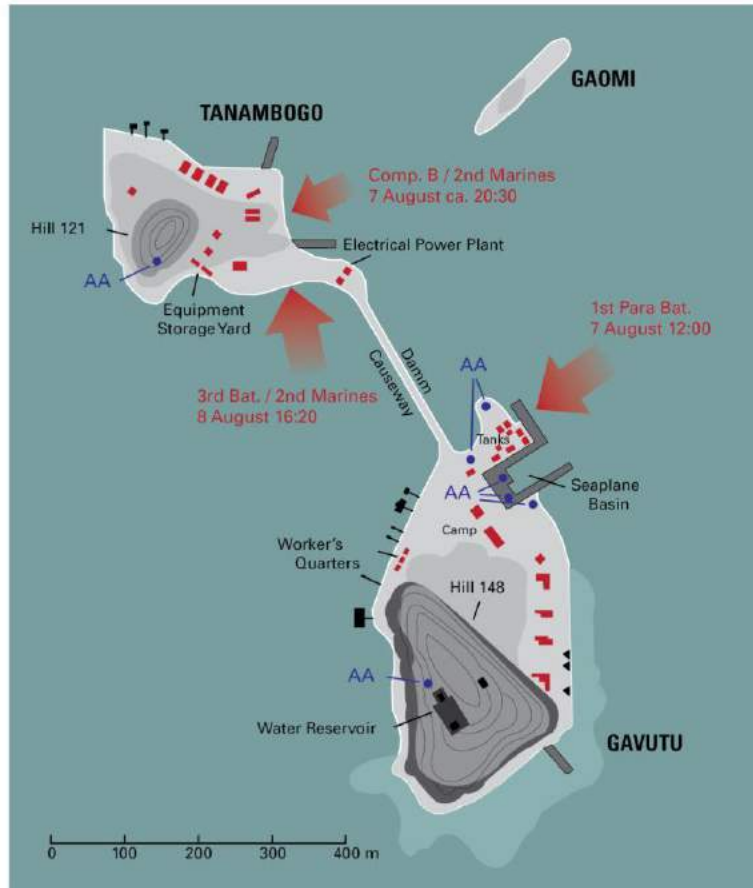 GAOMI
TANAMBOGO
Comp. B / 2nd Marines
7 August ca. 20:30
Hill 121
Electrical Power Plant
AA
Equipment
Storage Yard
1st Para Bat.
7 August 12:00
Damm
Causeway
AA
3rd Bat. / 2nd Marines
8 August 16:20
Tanks
AA
Seaplane
Basin
Camp
Worker's
Quarters
Hill 148
AA
Water Reservoir
GAVUTU
0 100 200 300 400 m